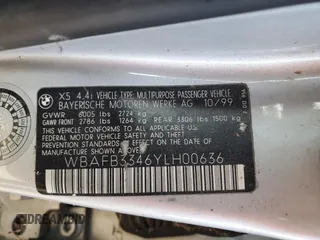 X5 4.4i VEHICLE TYPE: MULTIPURPOSE PASSENGER VEHICLE
BAYERISCHE MOTOREN WERKE AG 10/99
GVWR 6005 lbs 2724 kg
GAWR FRONT 2786 lbs 1264 kg REAR 3306 lbs 1500 kg
THIS VEHICLE CONFORMS TO ALL APPLICABLE U.S.
FEDERAL MOTOR VEHICLE SAFETY AND THEFT
PREVENTION STANDARDS IN EFFECT ON THE DATE OF
MANUFACTURE SHOWN ABOVE.
WBAFB3346YLH00636